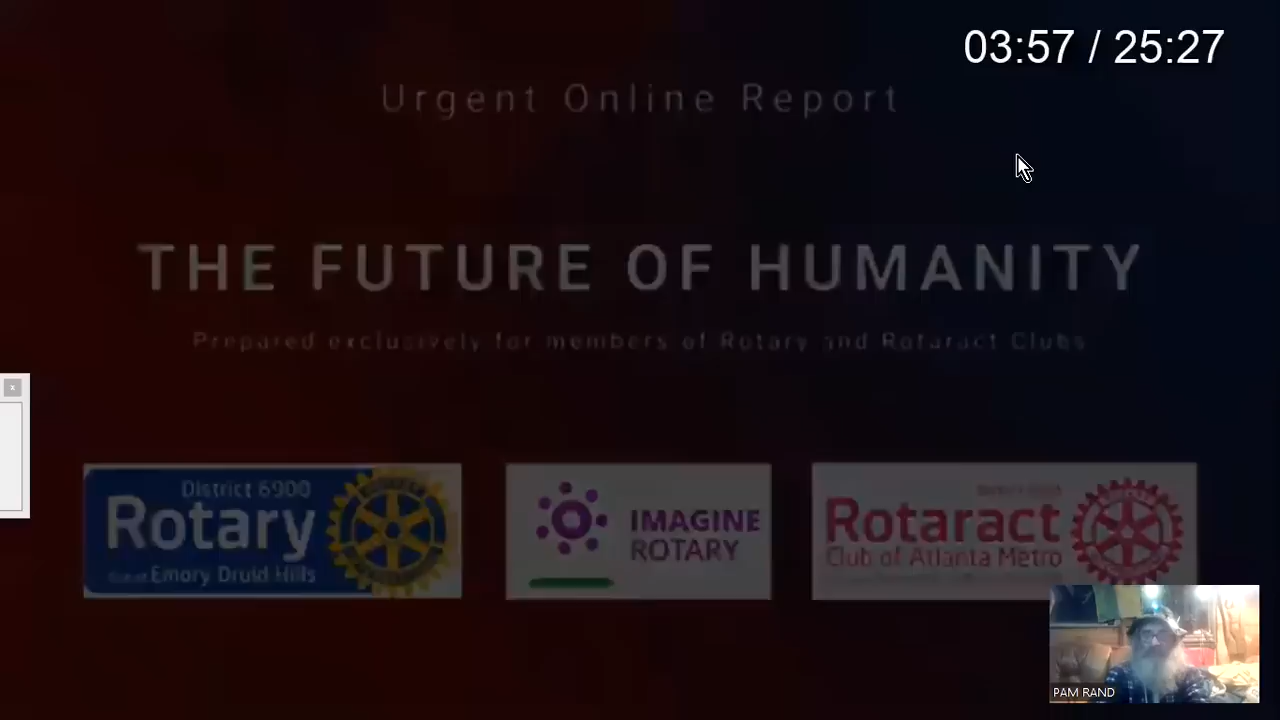 03:57 / 25:27
Urgent Online Report
THE FUTURE OF HUMANITY
Prepared exclusively for members of Rotary and Rotaract Clubs
x
District 6900
Rotary
Emory Druid Hills
IMAGINE
ROTARY
Rotaract
Club of Atlanta Metro
PAM RAND